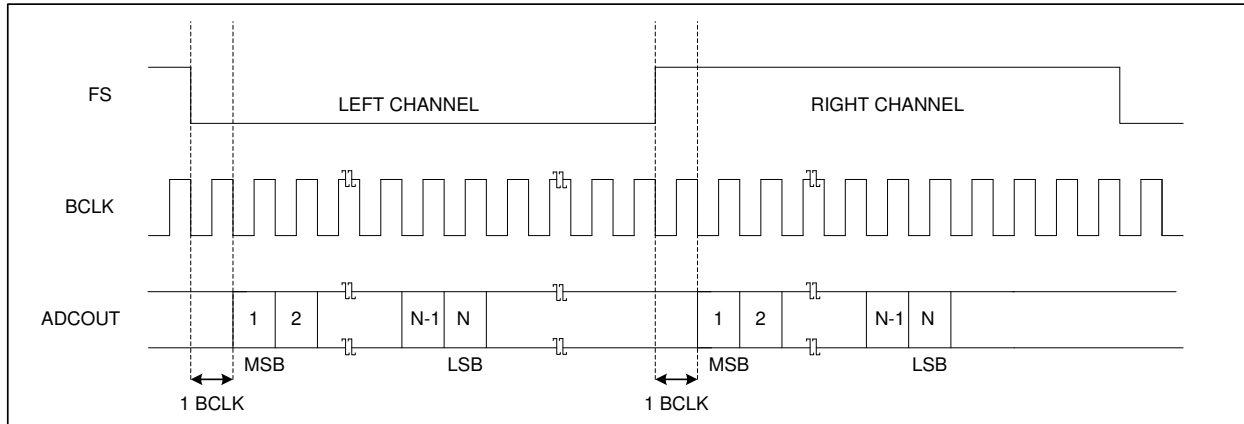 FS
LEFT CHANNEL
RIGHT CHANNEL
BCLK
ADCOUT
1 2 N-1 N
1 2 N-1 N
MSB LSB
MSB LSB
1 BCLK
1 BCLK